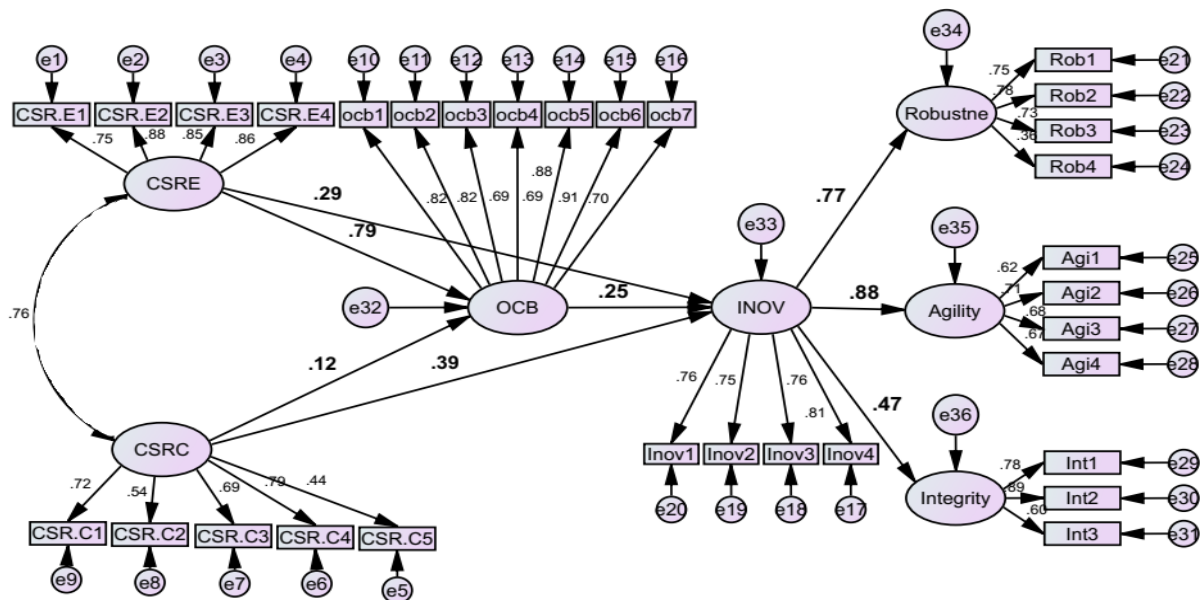 e34
e1
e2
e3
e4
e10
e11
e12
e13
e14
e15
e16
.75
Rob1
e21
CSR.E1
CSR.E2
CSR.E3
CSR.E4
ocb1
ocb2
ocb3
ocb4
ocb5
ocb6
ocb7
.78
Rob2
e22
Robustne
.73
Rob3
e23
.75
.88
.85
.86
.36
Rob4
e24
CSRE
.88
.29
.82
.82
.69
.69
.91
.70
.77
.79
e33
e35
.62
Agi1
e25
.71
Agi2
e26
e32
OCB
.25
INOV
.88
Agility
.68
Agi3
e27
.76
.67
Agi4
e28
.12
.39
.76
.75
.76
.81
.47
e36
CSRC
Inov1
Inov2
Inov3
Inov4
.78
Int1
e29
.72
.54
.69
.79
.44
Integrity
.89
Int2
e30
e20
e19
e18
e17
.60
Int3
e31
CSR.C1
CSR.C2
CSR.C3
CSR.C4
CSR.C5
e9
e8
e7
e6
e5